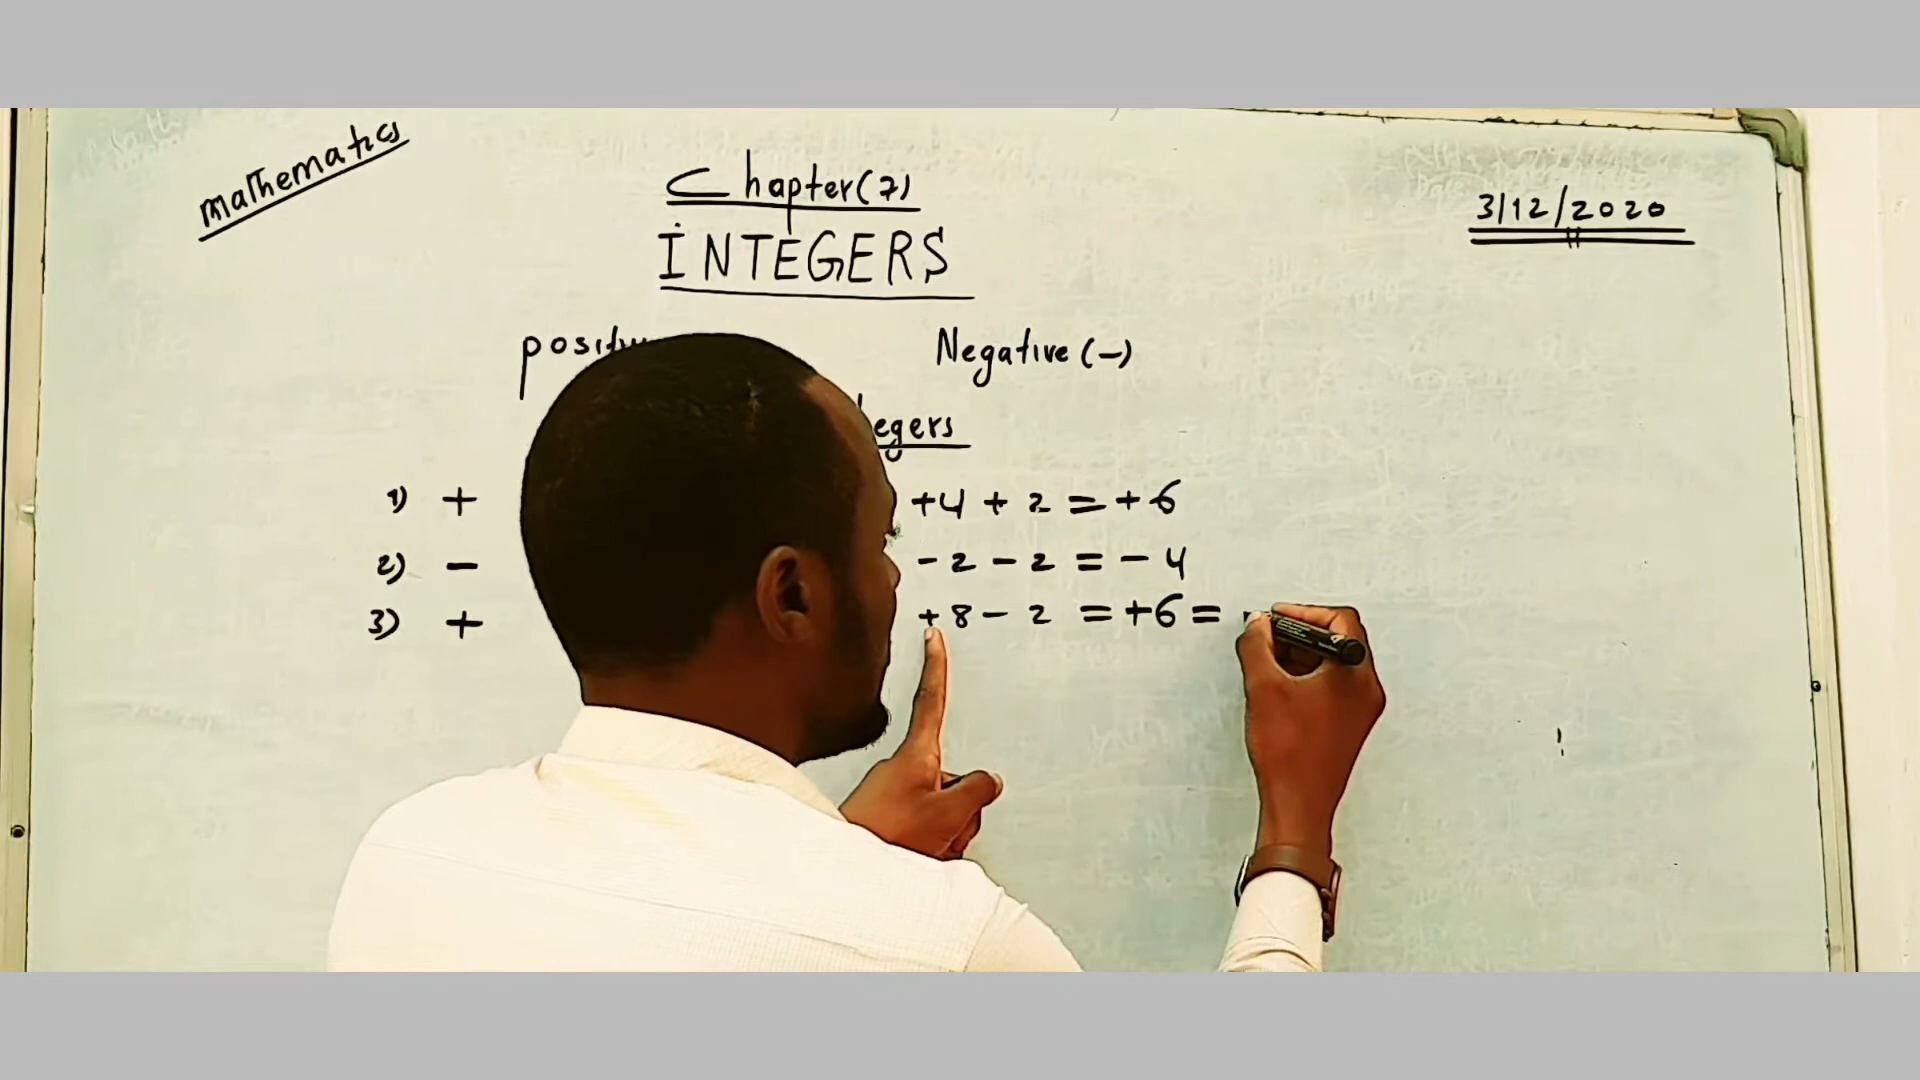 mathematics
Chapter(7)
3/12/2020
INTEGERS
Negative (-)
1) + +4 + 2 = +6
2) - -2 - 2 = -4
3) + +8 - 2 = +6 =